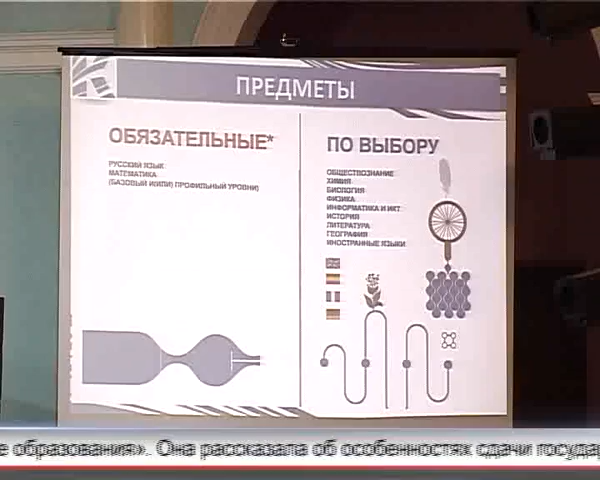 ПРЕДМЕТЫ
ОБЯЗАТЕЛЬНЫЕ*
РУССКИЙ ЯЗЫК
МАТЕМАТИКА
(БАЗОВЫЙ И(ИЛИ) ПРОФИЛЬНЫЙ УРОВНИ)
ПО ВЫБОРУ
ОБЩЕСТВОЗНАНИЕ
ХИМИЯ
БИОЛОГИЯ
ФИЗИКА
ИНФОРМАТИКА И ИКТ
ИСТОРИЯ
ЛИТЕРАТУРА
ГЕОГРАФИЯ
ИНОСТРАННЫЕ ЯЗЫКИ
е образования». Она рассказала об особенностях сдачи государ